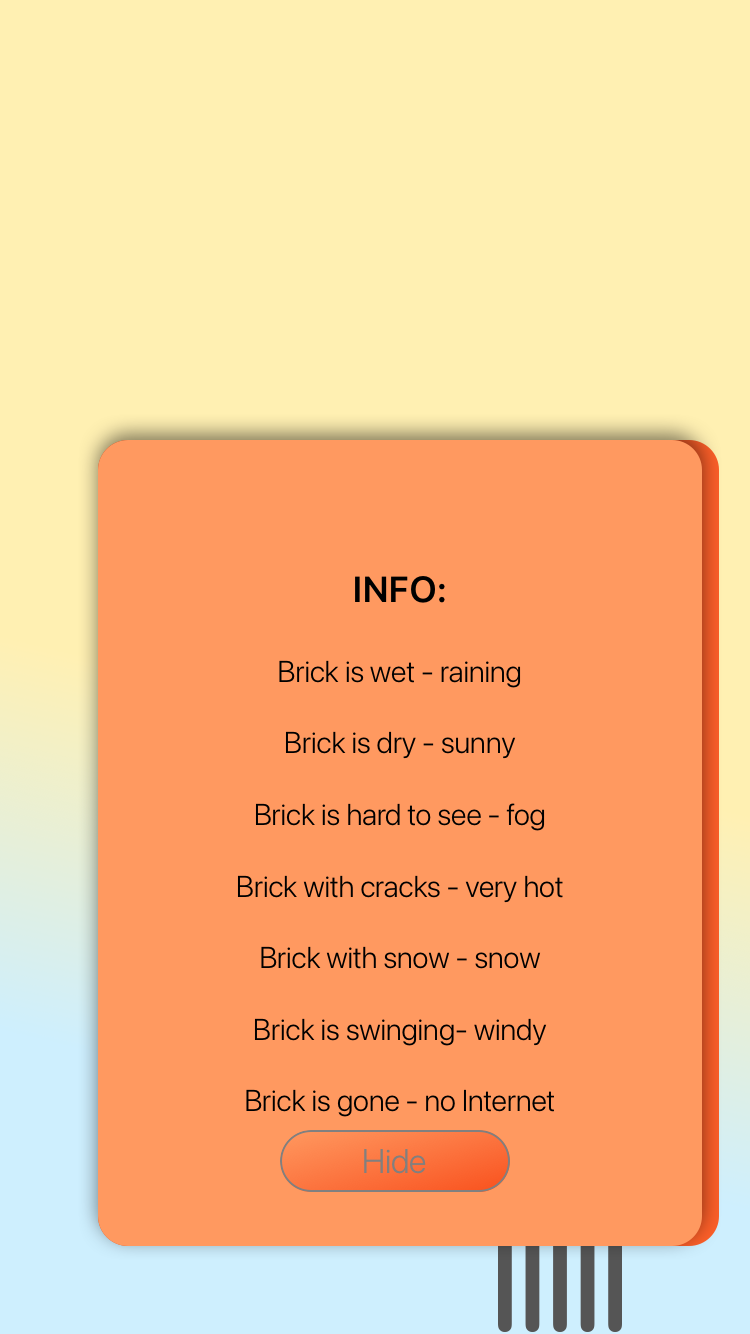 INFO:
Brick is wet - raining
Brick is dry - sunny
Brick is hard to see - fog
Brick with cracks - very hot
Brick with snow - snow
Brick is swinging- windy
Brick is gone - no Internet
Hide